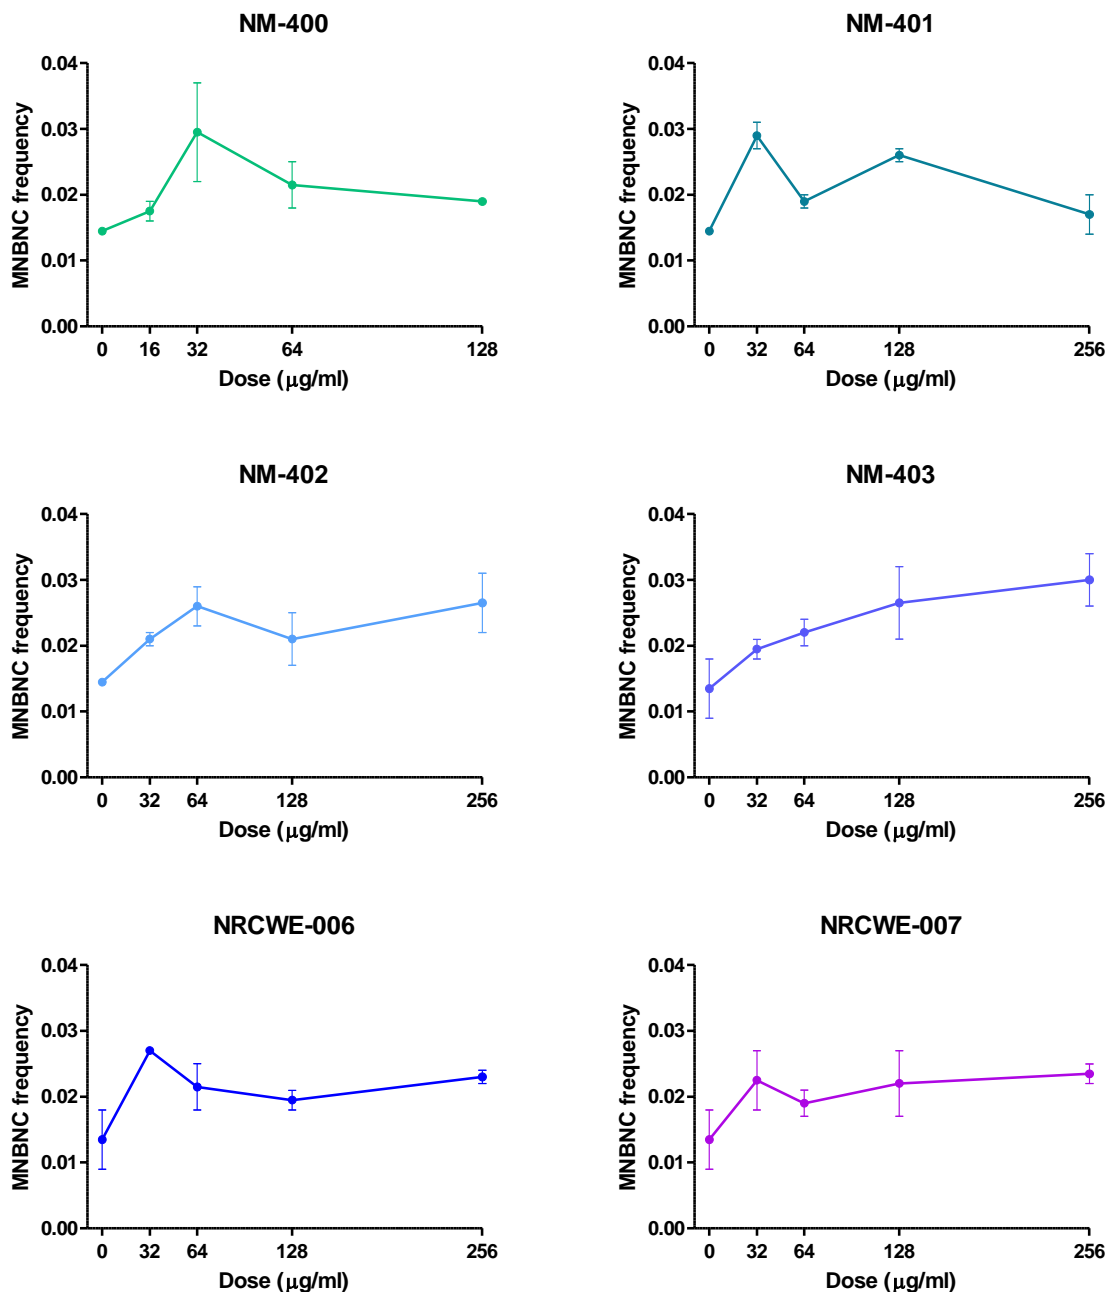 NM-400
MNBNC frequency
0.04
0.03
0.02
0.01
0.00
0 16 32 64 128
Dose (μg/ml)
NM-401
MNBNC frequency
0.04
0.03
0.02
0.01
0.00
0 32 64 128 256
Dose (μg/ml)
NM-402
MNBNC frequency
0.04
0.03
0.02
0.01
0.00
0 32 64 128 256
Dose (μg/ml)
NM-403
MNBNC frequency
0.04
0.03
0.02
0.01
0.00
0 32 64 128 256
Dose (μg/ml)
NRCWE-006
MNBNC frequency
0.04
0.03
0.02
0.01
0.00
0 32 64 128 256
Dose (μg/ml)
NRCWE-007
MNBNC frequency
0.04
0.03
0.02
0.01
0.00
0 32 64 128 256
Dose (μg/ml)